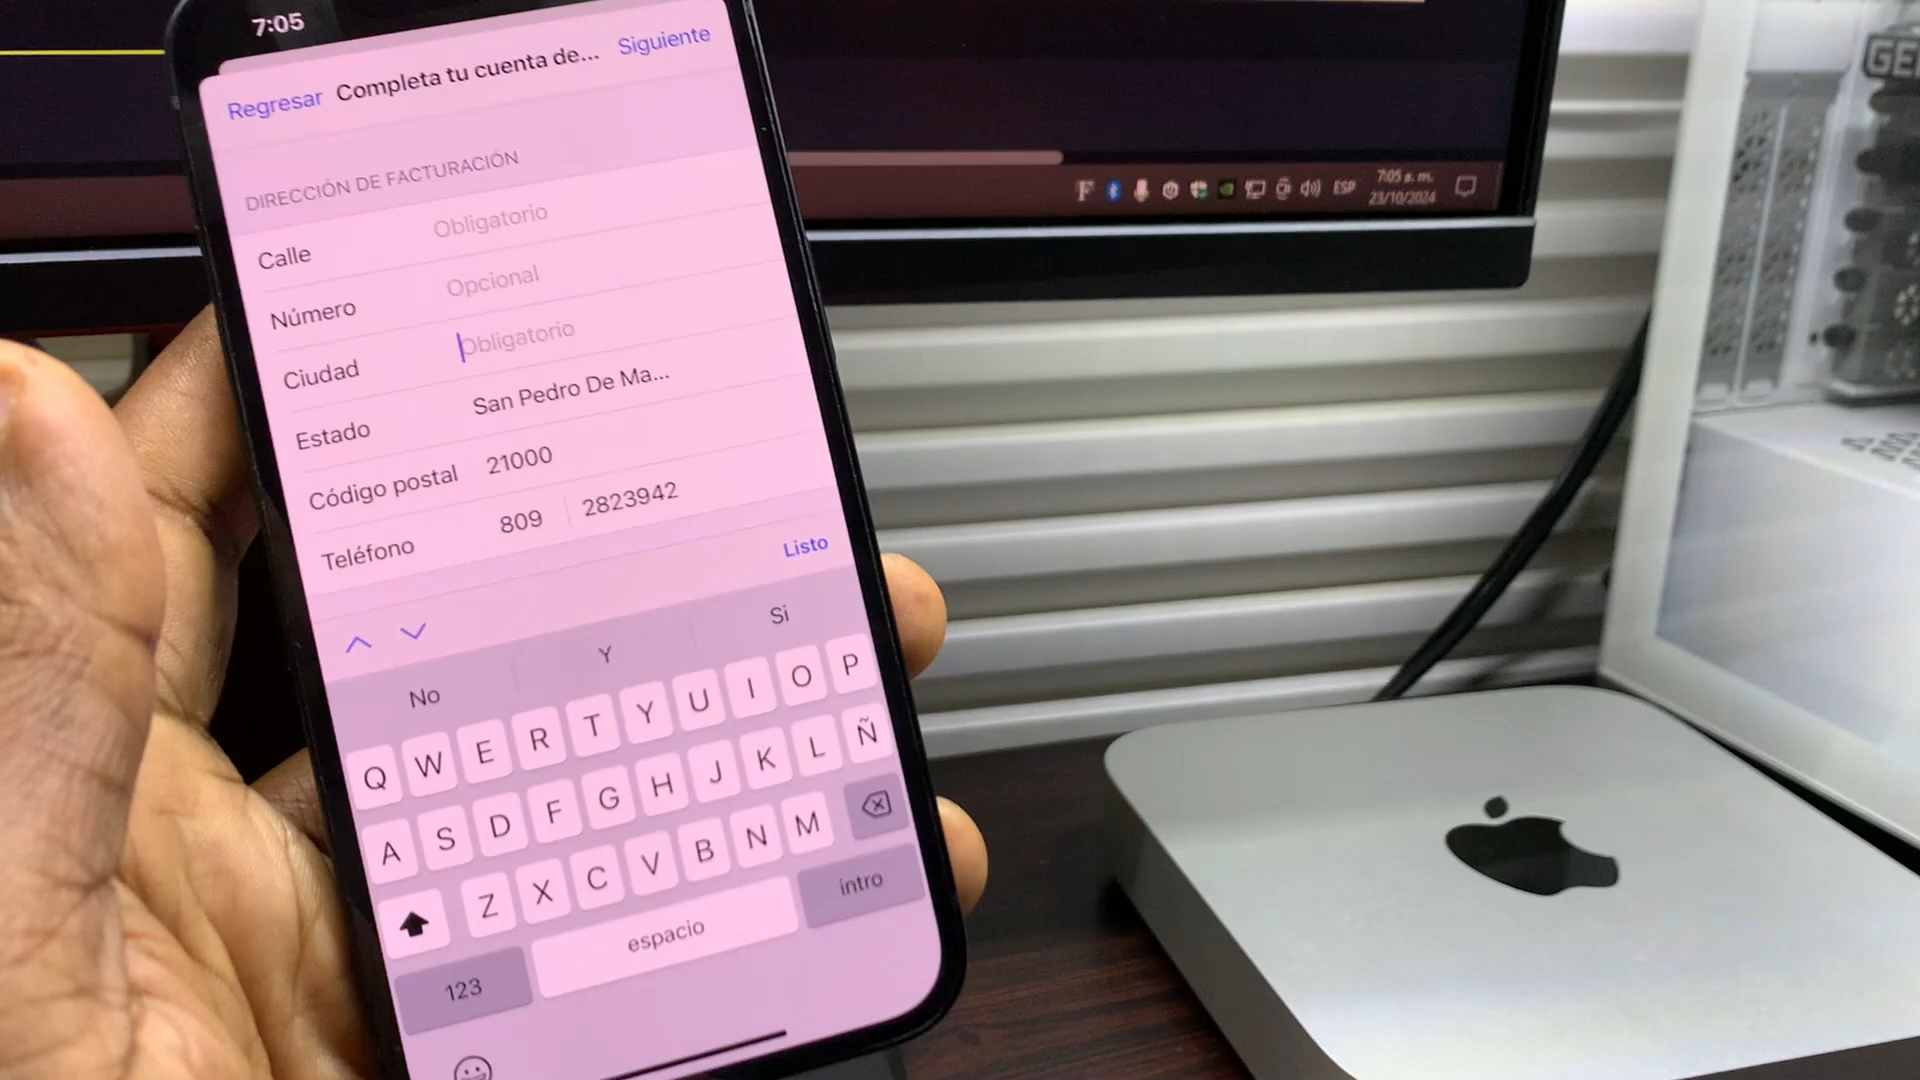 7:05
Regresar Completa tu cuenta de... Siguiente
DIRECCIÓN DE FACTURACIÓN
Calle Obligatorio
Número Opcional
Ciudad Obligatorio
Estado San Pedro De Ma...
Código postal 21000
Teléfono 809 2823942
Listo
No Y Si
Q W E R T Y U I O P
A S D F G H J K L Ñ
Z X C V B N M
123 espacio intro
F ESP 7:05 a. m.
23/10/2024